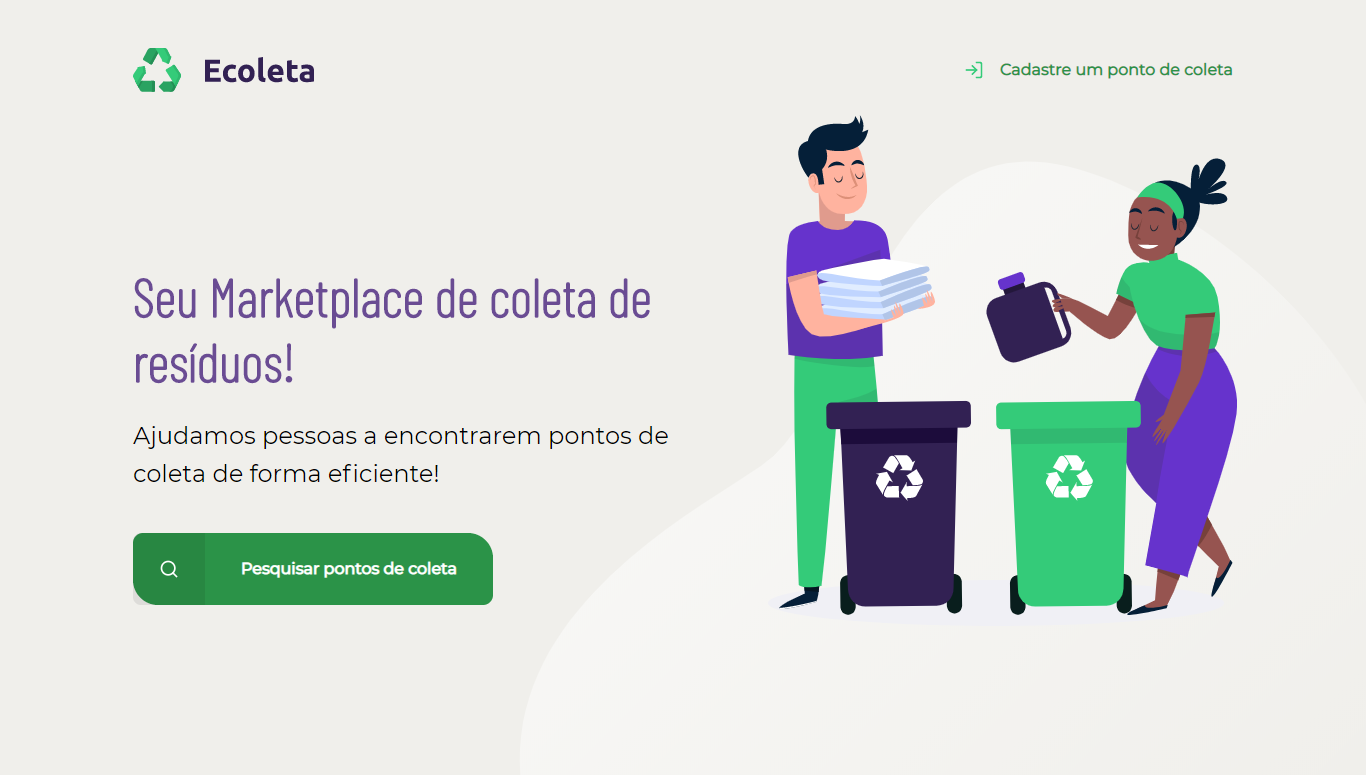 Ecoleta
Cadastre um ponto de coleta
Seu Marketplace de coleta de
resíduos!
Ajudamos pessoas a encontrarem pontos de
coleta de forma eficiente!
Pesquisar pontos de coleta